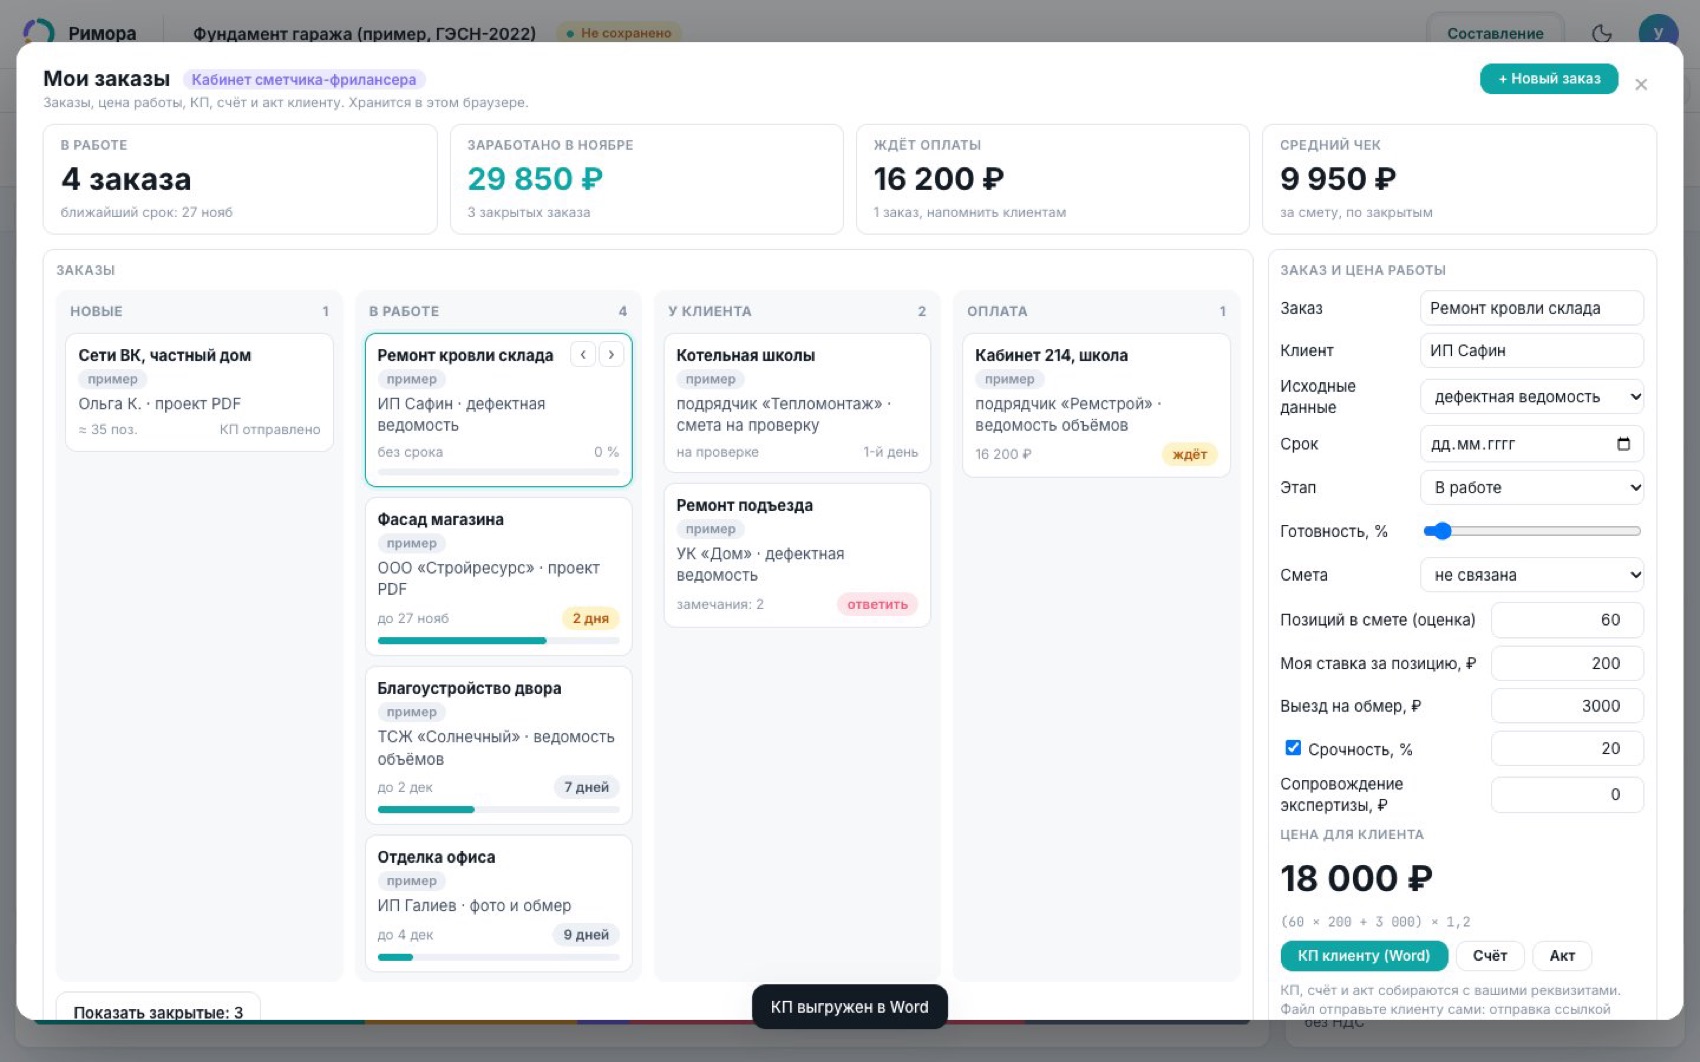 Римора
Фундамент гаража (пример, ГЭСН-2022)
Не сохранено
Составление
У
Мои заказы
Кабинет сметчика-фрилансера
+ Новый заказ
Заказы, цена работы, КП, счёт и акт клиенту. Хранится в этом браузере.
В РАБОТЕ
4 заказа
ближайший срок: 27 нояб
ЗАРАБОТАНО В НОЯБРЕ
29 850 ₽
3 закрытых заказа
ЖДЁТ ОПЛАТЫ
16 200 ₽
1 заказ, напомнить клиентам
СРЕДНИЙ ЧЕК
9 950 ₽
за смету, по закрытым
ЗАКАЗЫ
НОВЫЕ 1
Сети ВК, частный дом
пример
Ольга К. · проект PDF
≈ 35 поз. КП отправлено
В РАБОТЕ 4
Ремонт кровли склада ‹ ›
пример
ИП Сафин · дефектная
ведомость
без срока 0 %
Фасад магазина
пример
ООО «Стройресурс» · проект
PDF
до 27 нояб 2 дня
Благоустройство двора
пример
ТСЖ «Солнечный» · ведомость
объёмов
до 2 дек 7 дней
Отделка офиса
пример
ИП Галиев · фото и обмер
до 4 дек 9 дней
У КЛИЕНТА 2
Котельная школы
пример
подрядчик «Тепломонтаж» ·
смета на проверку
на проверке 1-й день
Ремонт подъезда
пример
УК «Дом» · дефектная
ведомость
замечания: 2 ответить
ОПЛАТА 1
Кабинет 214, школа
пример
подрядчик «Ремстрой» ·
ведомость объёмов
16 200 ₽ ждёт
Показать закрытые: 3
ЗАКАЗ И ЦЕНА РАБОТЫ
Заказ Ремонт кровли склада
Клиент ИП Сафин
Исходные
данные дефектная ведомость
Срок дд.мм.гггг
Этап В работе
Готовность, %
Смета не связана
Позиций в смете (оценка) 60
Моя ставка за позицию, ₽ 200
Выезд на обмер, ₽ 3000
Срочность, % 20
Сопровождение
экспертизы, ₽ 0
ЦЕНА ДЛЯ КЛИЕНТА
18 000 ₽
(60 × 200 + 3 000) × 1,2
КП клиенту (Word) Счёт Акт
КП, счёт и акт собираются с вашими реквизитами.
Файл отправьте клиенту сами: отправка ссылкой
без НДС
КП выгружен в Word